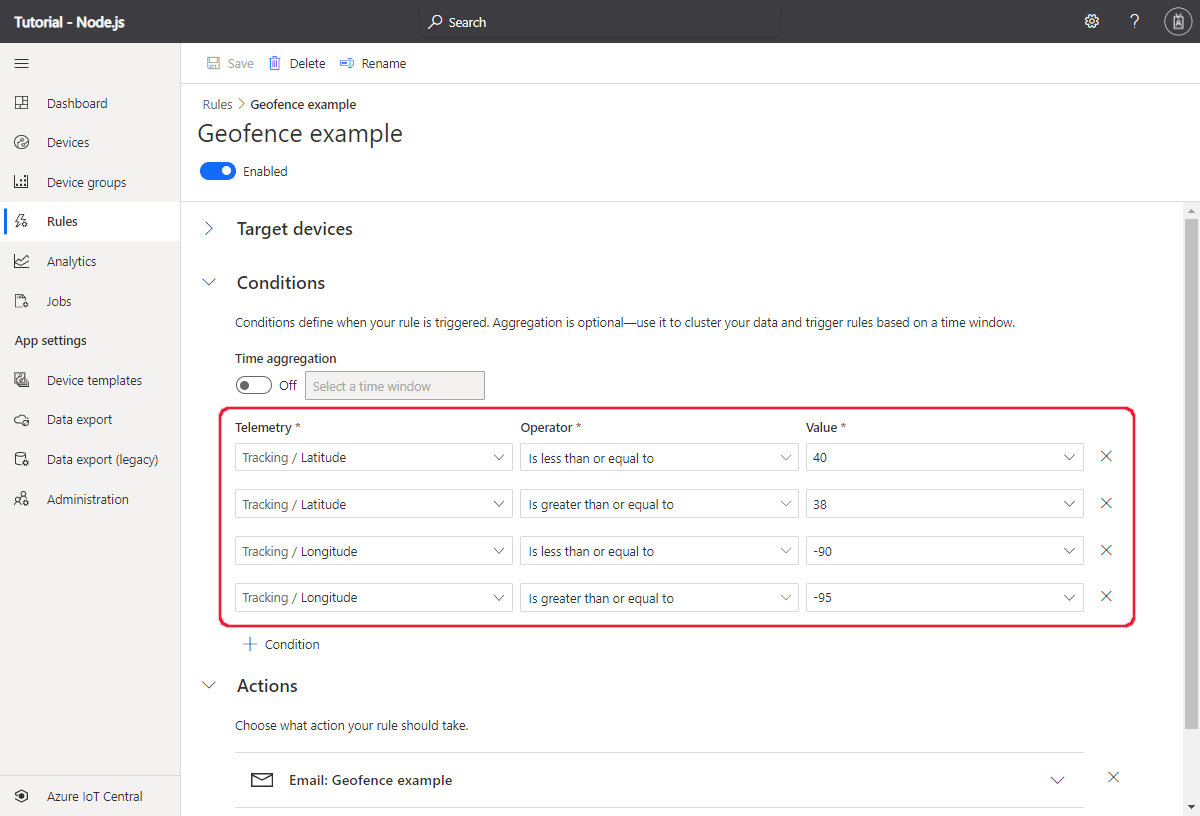 Tutorial - Node.js
Search
?
Save Delete Rename
Dashboard
Devices
Device groups
Rules
Analytics
Jobs
App settings
Device templates
Data export
Data export (legacy)
Administration
Azure IoT Central
Rules > Geofence example
Geofence example
Enabled
Target devices
Conditions
Conditions define when your rule is triggered. Aggregation is optional—use it to cluster your data and trigger rules based on a time window.
Time aggregation
Off Select a time window
Telemetry * Operator * Value *
Tracking / Latitude Is less than or equal to 40
Tracking / Latitude Is greater than or equal to 38
Tracking / Longitude Is less than or equal to -90
Tracking / Longitude Is greater than or equal to -95
Condition
Actions
Choose what action your rule should take.
Email: Geofence example